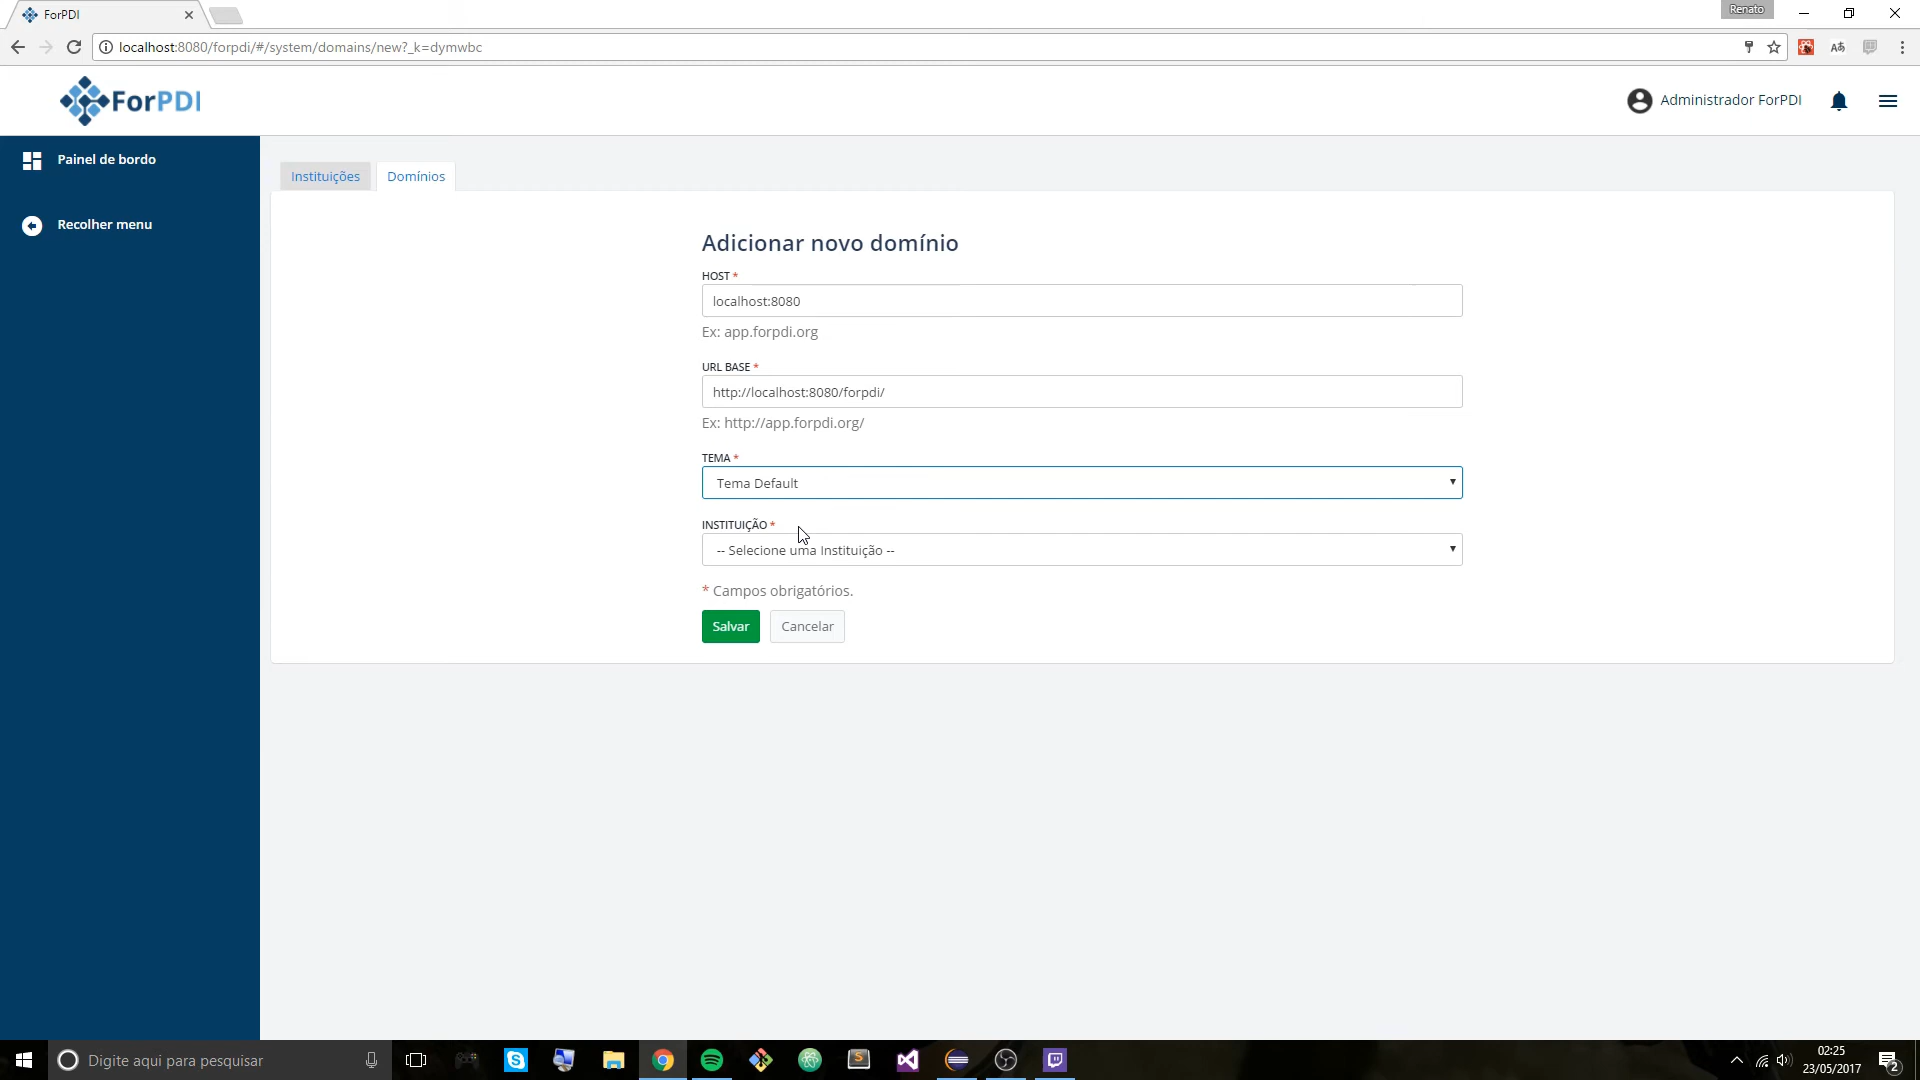 ForPDI
Renato
localhost:8080/forpdi/#/system/domains/new?_k=dymwbc
ForPDI
Administrador ForPDI
Painel de bordo
Recolher menu
Instituições
Domínios
Adicionar novo domínio
HOST *
localhost:8080
Ex: app.forpdi.org
URL BASE *
http://localhost:8080/forpdi/
Ex: http://app.forpdi.org/
TEMA *
Tema Default
INSTITUIÇÃO *
-- Selecione uma Instituição --
* Campos obrigatórios.
Salvar
Cancelar
Digite aqui para pesquisar
02:25
23/05/2017
2